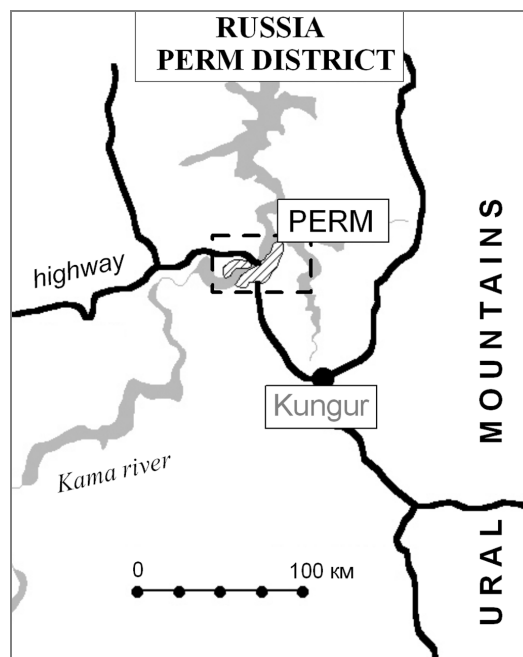 RUSSIA
PERM DISTRICT
PERM
highway
Kungur
Kama river
0 100 км
URAL MOUNTAINS